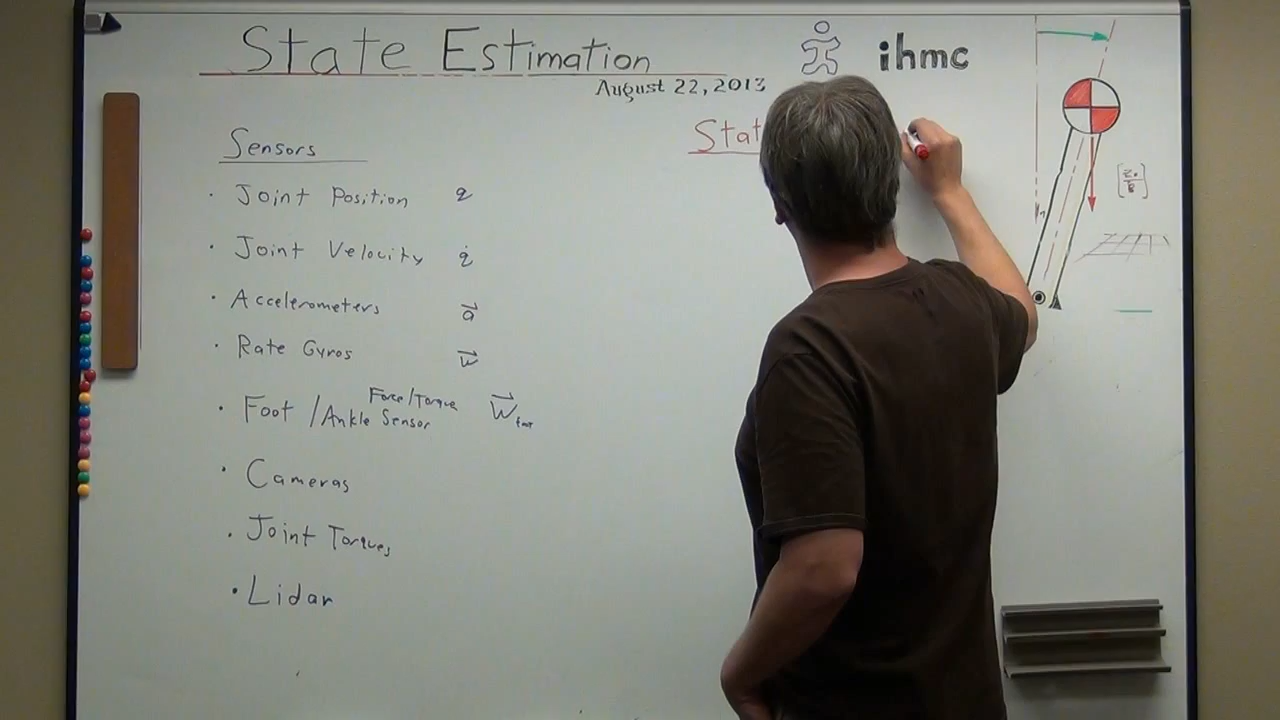 State Estimation
ihmc
August 22, 2013
Stat
Sensors
· Joint Position q
· Joint Velocity q̇
· Accelerometers a⃗
· Rate Gyros w⃗
· Foot / Force/Torque
Ankle Sensor W⃗foot
· Cameras
· Joint Torques
· Lidar